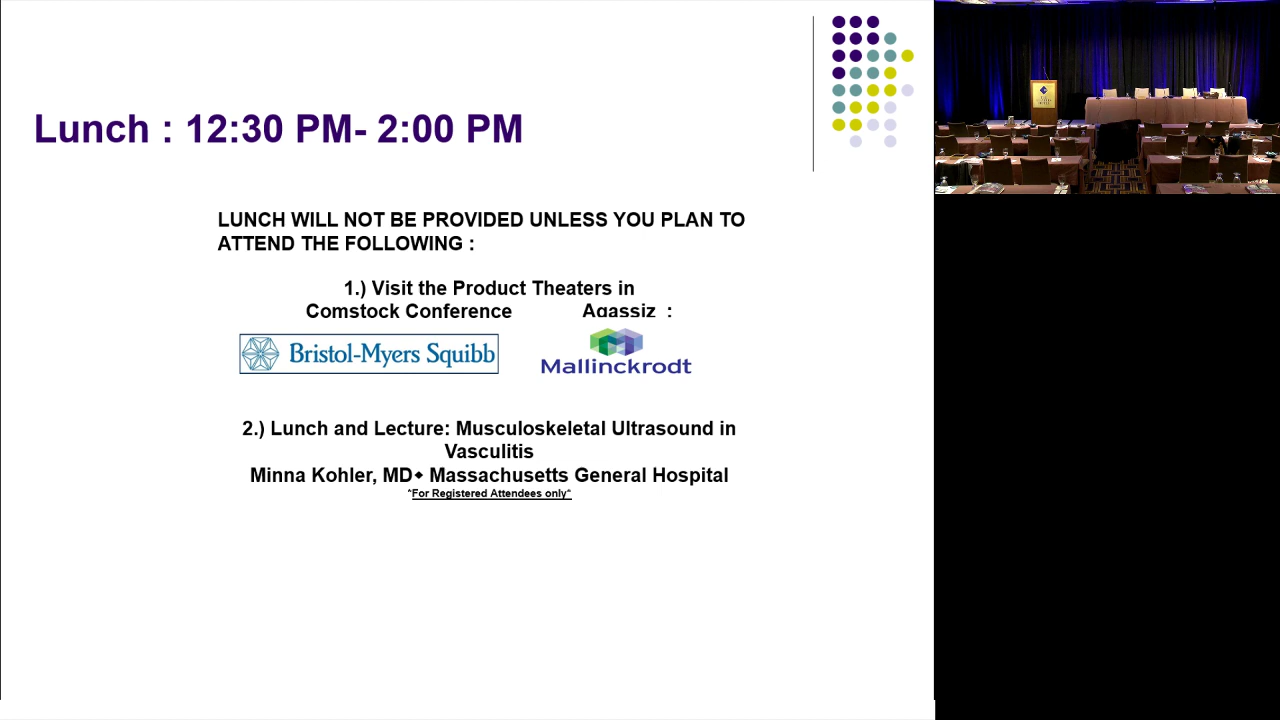 Lunch : 12:30 PM- 2:00 PM
LUNCH WILL NOT BE PROVIDED UNLESS YOU PLAN TO
ATTEND THE FOLLOWING :
1.) Visit the Product Theaters in
Comstock Conference Agassiz :
Bristol-Myers Squibb
Mallinckrodt
2.) Lunch and Lecture: Musculoskeletal Ultrasound in
Vasculitis
Minna Kohler, MD◆ Massachusetts General Hospital
*For Registered Attendees only*